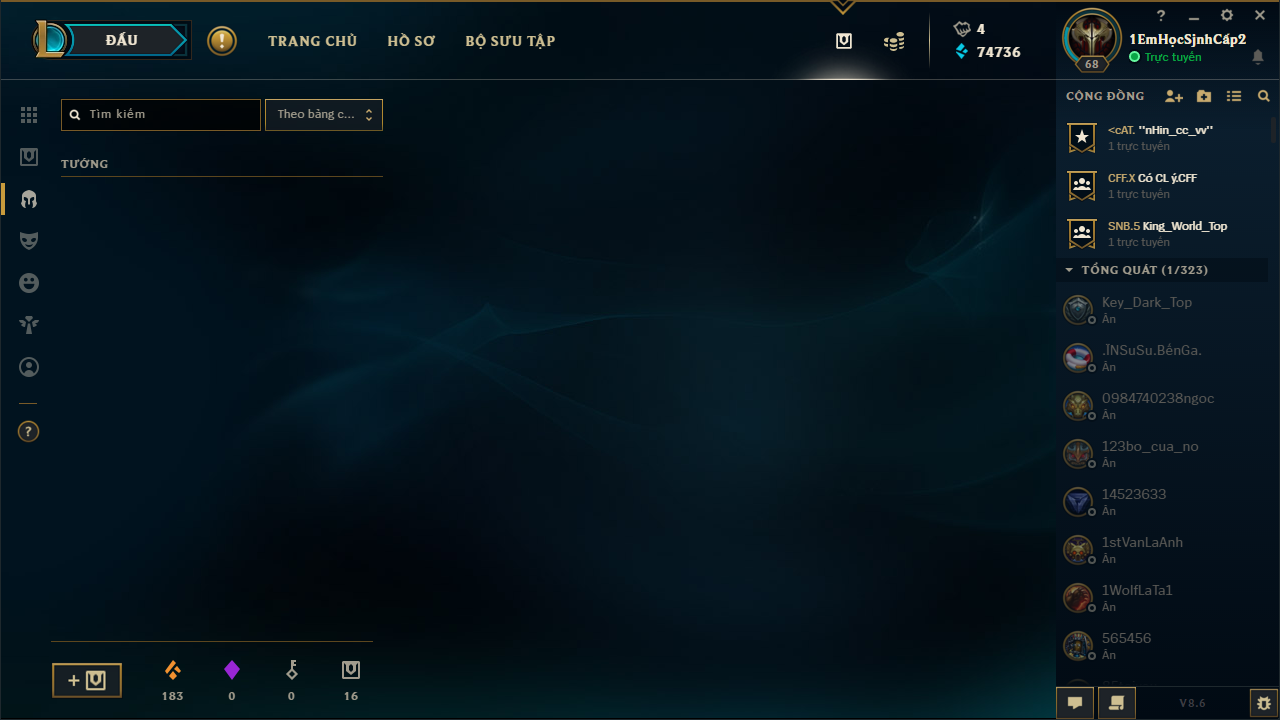 ĐẤU
TRANG CHỦ
HỒ SƠ
BỘ SƯU TẬP
4
74736
68
1EmHọcSjnhCấp2
Trực tuyến
CỘNG ĐỒNG
Tìm kiếm
Theo bảng c...
TƯỚNG
<cAT. "nHin_cc_vv"
1 trực tuyến
CFF.X Có CL ý.CFF
1 trực tuyến
SNB.5 King_World_Top
1 trực tuyến
TỔNG QUÁT (1/323)
Key_Dark_Top
Ẩn
.ĬNSuSu.BếnGa.
Ẩn
0984740238ngoc
Ẩn
123bo_cua_no
Ẩn
14523633
Ẩn
1stVanLaAnh
Ẩn
1WolfLaTa1
Ẩn
565456
Ẩn
183
0
0
16
V8.6